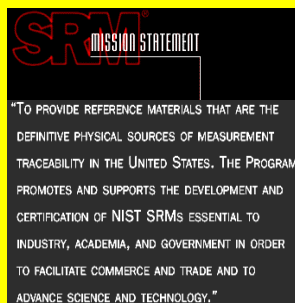 SRM®
MISSION STATEMENT
“TO PROVIDE REFERENCE MATERIALS THAT ARE THE
DEFINITIVE PHYSICAL SOURCES OF MEASUREMENT
TRACEABILITY IN THE UNITED STATES. THE PROGRAM
PROMOTES AND SUPPORTS THE DEVELOPMENT AND
CERTIFICATION OF NIST SRMS ESSENTIAL TO
INDUSTRY, ACADEMIA, AND GOVERNMENT IN ORDER
TO FACILITATE COMMERCE AND TRADE AND TO
ADVANCE SCIENCE AND TECHNOLOGY.”